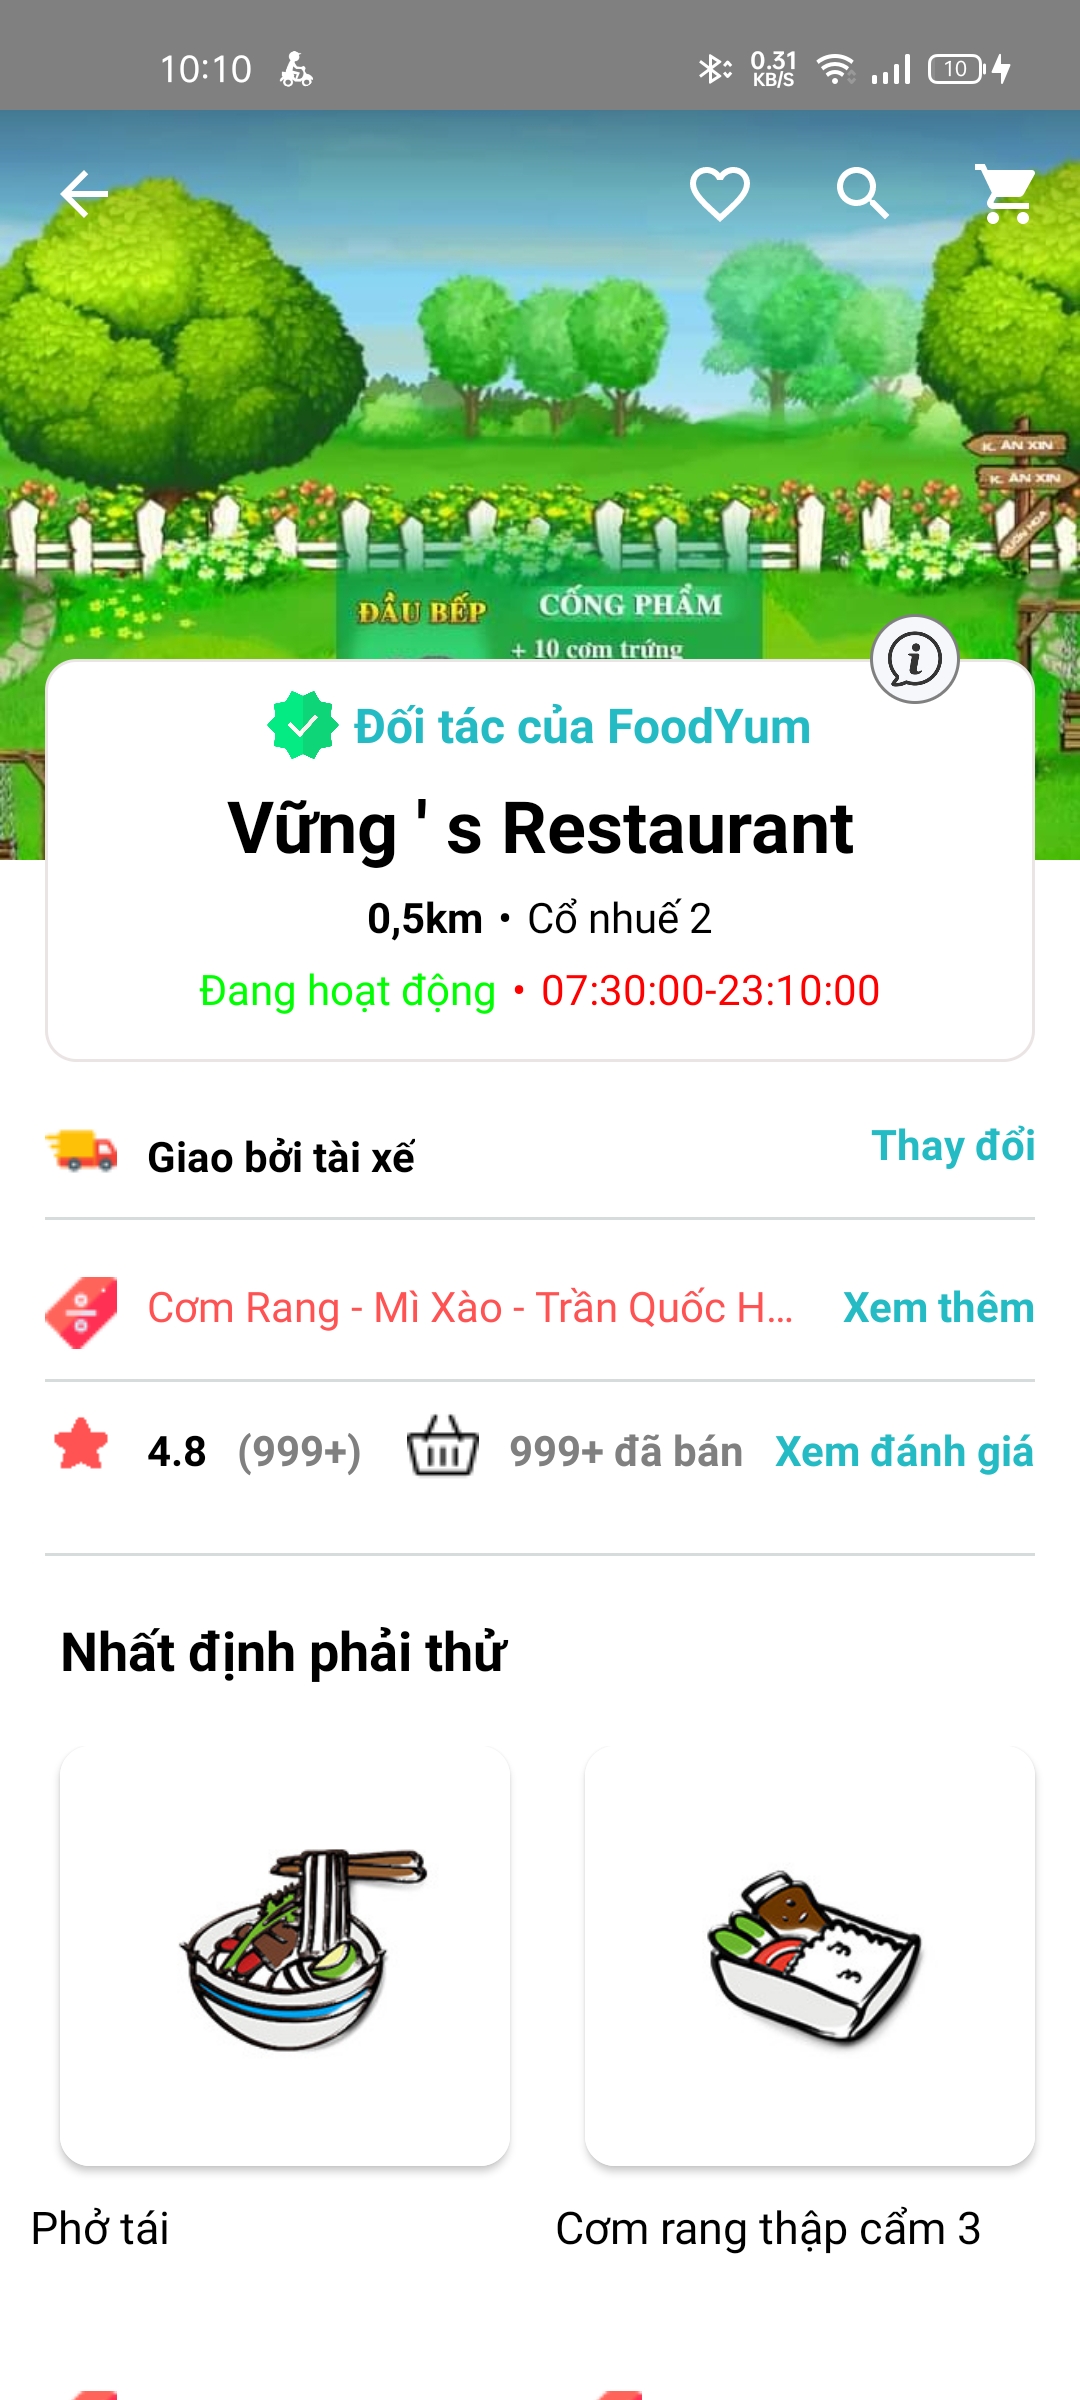 10:10
0.31
KB/S
10
K. AN XIN
K. AN XIN
ĐẦU BẾP
CỐNG PHẨM
+ 10 cơm trứng
Đối tác của FoodYum
Vững ' s Restaurant
0,5km • Cổ nhuế 2
Đang hoạt động • 07:30:00-23:10:00
Giao bởi tài xế
Thay đổi
Cơm Rang - Mì Xào - Trần Quốc H...
Xem thêm
4.8 (999+)
999+ đã bán
Xem đánh giá
Nhất định phải thử
Phở tái
Cơm rang thập cẩm 3